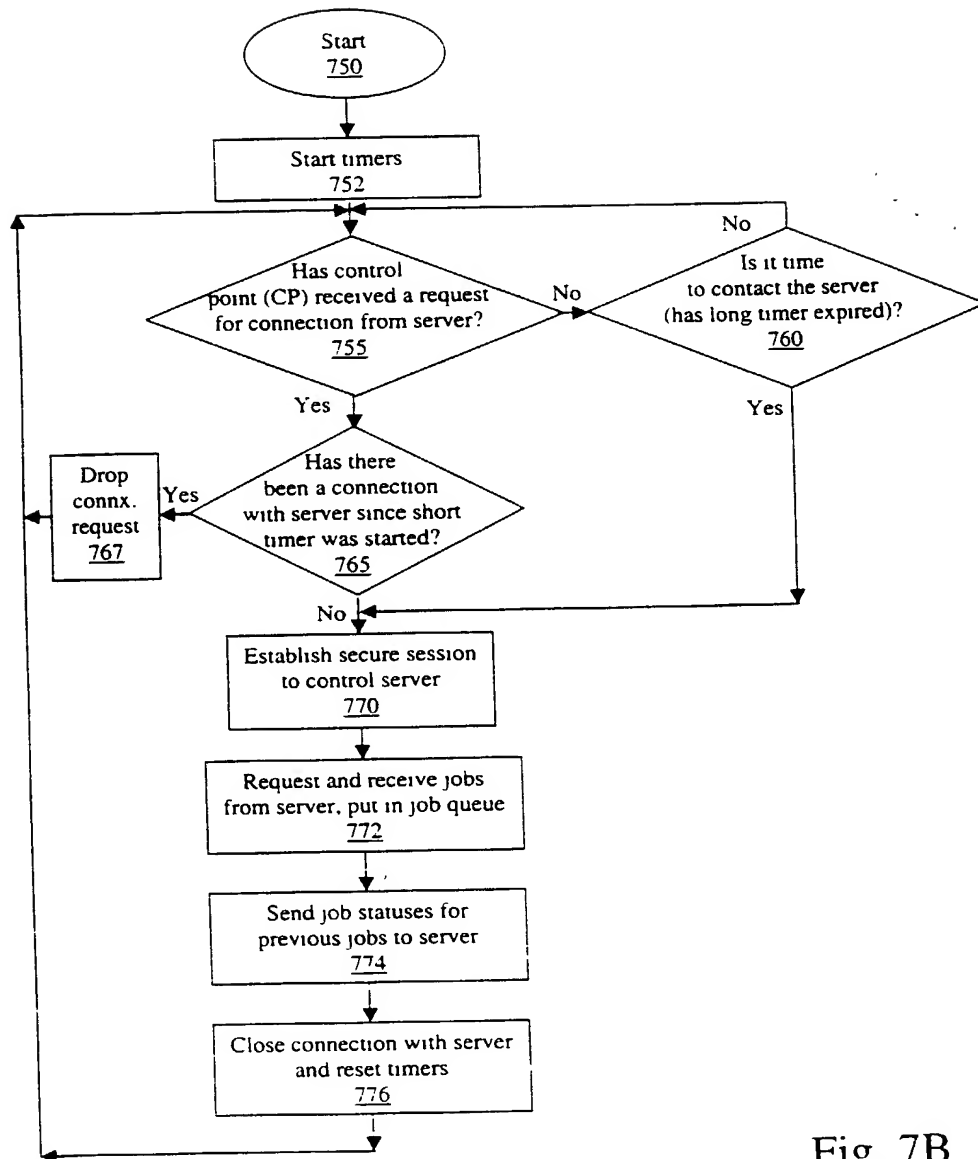 Start
750
Start timers
752
No
Has control
point (CP) received a request
for connection from server?
755
No
Is it time
to contact the server
(has long timer expired)?
760
Yes
Yes
Drop
connx.
request
767
Yes
Has there
been a connection
with server since short
timer was started?
765
No
Establish secure session
to control server
770
Request and receive jobs
from server, put in job queue
772
Send job statuses for
previous jobs to server
774
Close connection with server
and reset timers
776
Fig. 7B